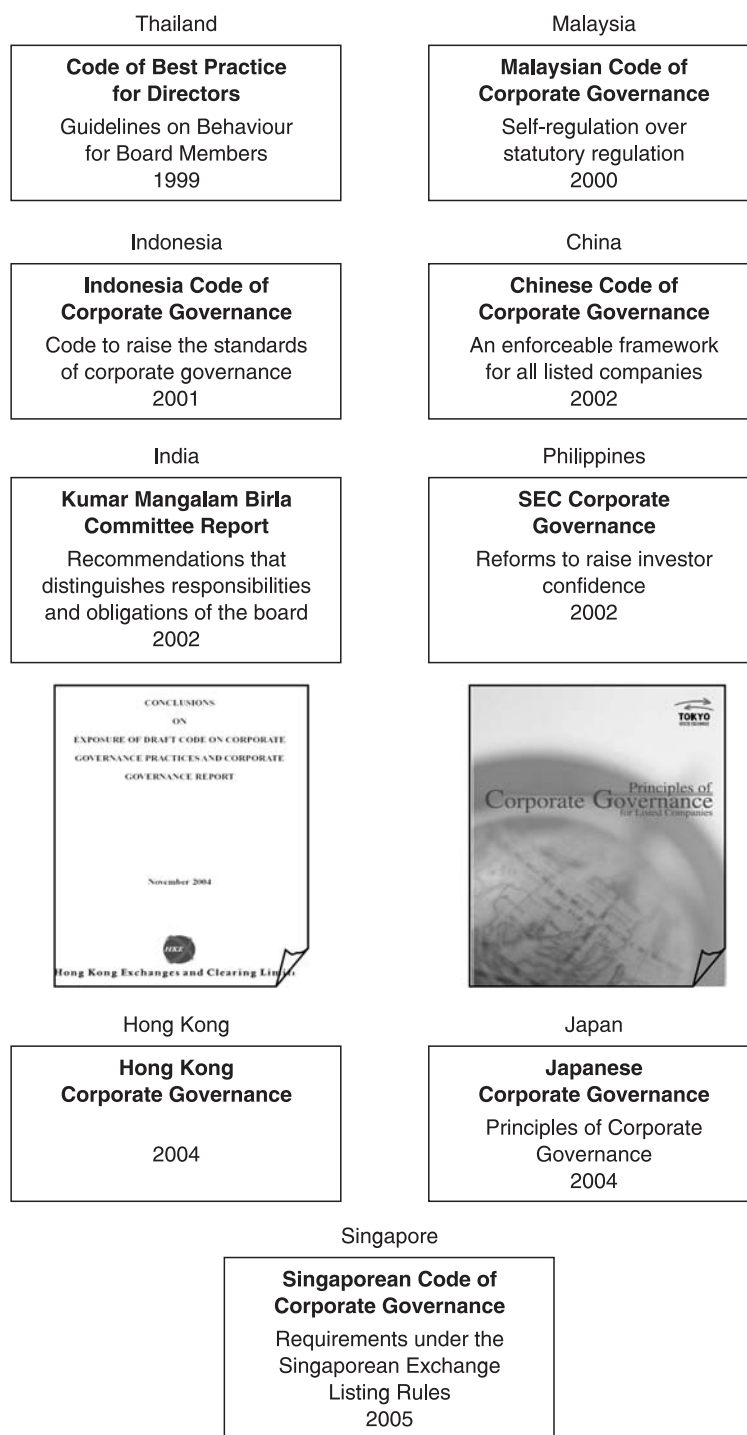 Thailand
Code of Best Practice
for Directors
Guidelines on Behaviour
for Board Members
1999
Malaysia
Malaysian Code of
Corporate Governance
Self-regulation over
statutory regulation
2000
Indonesia
Indonesia Code of
Corporate Governance
Code to raise the standards
of corporate governance
2001
China
Chinese Code of
Corporate Governance
An enforceable framework
for all listed companies
2002
India
Kumar Mangalam Birla
Committee Report
Recommendations that
distinguishes responsibilities
and obligations of the board
2002
Philippines
SEC Corporate
Governance
Reforms to raise investor
confidence
2002
CONCLUSIONS
ON
EXPOSURE OF DRAFT CODE ON CORPORATE
GOVERNANCE PRACTICES AND CORPORATE
GOVERNANCE REPORT
November 2004
HKE
Hong Kong Exchanges and Clearing
TOKYO
Principles of
Corporate Governance
for Listed Companies
Hong Kong
Hong Kong
Corporate Governance
2004
Japan
Japanese
Corporate Governance
Principles of Corporate
Governance
2004
Singapore
Singaporean Code of
Corporate Governance
Requirements under the
Singaporean Exchange
Listing Rules
2005